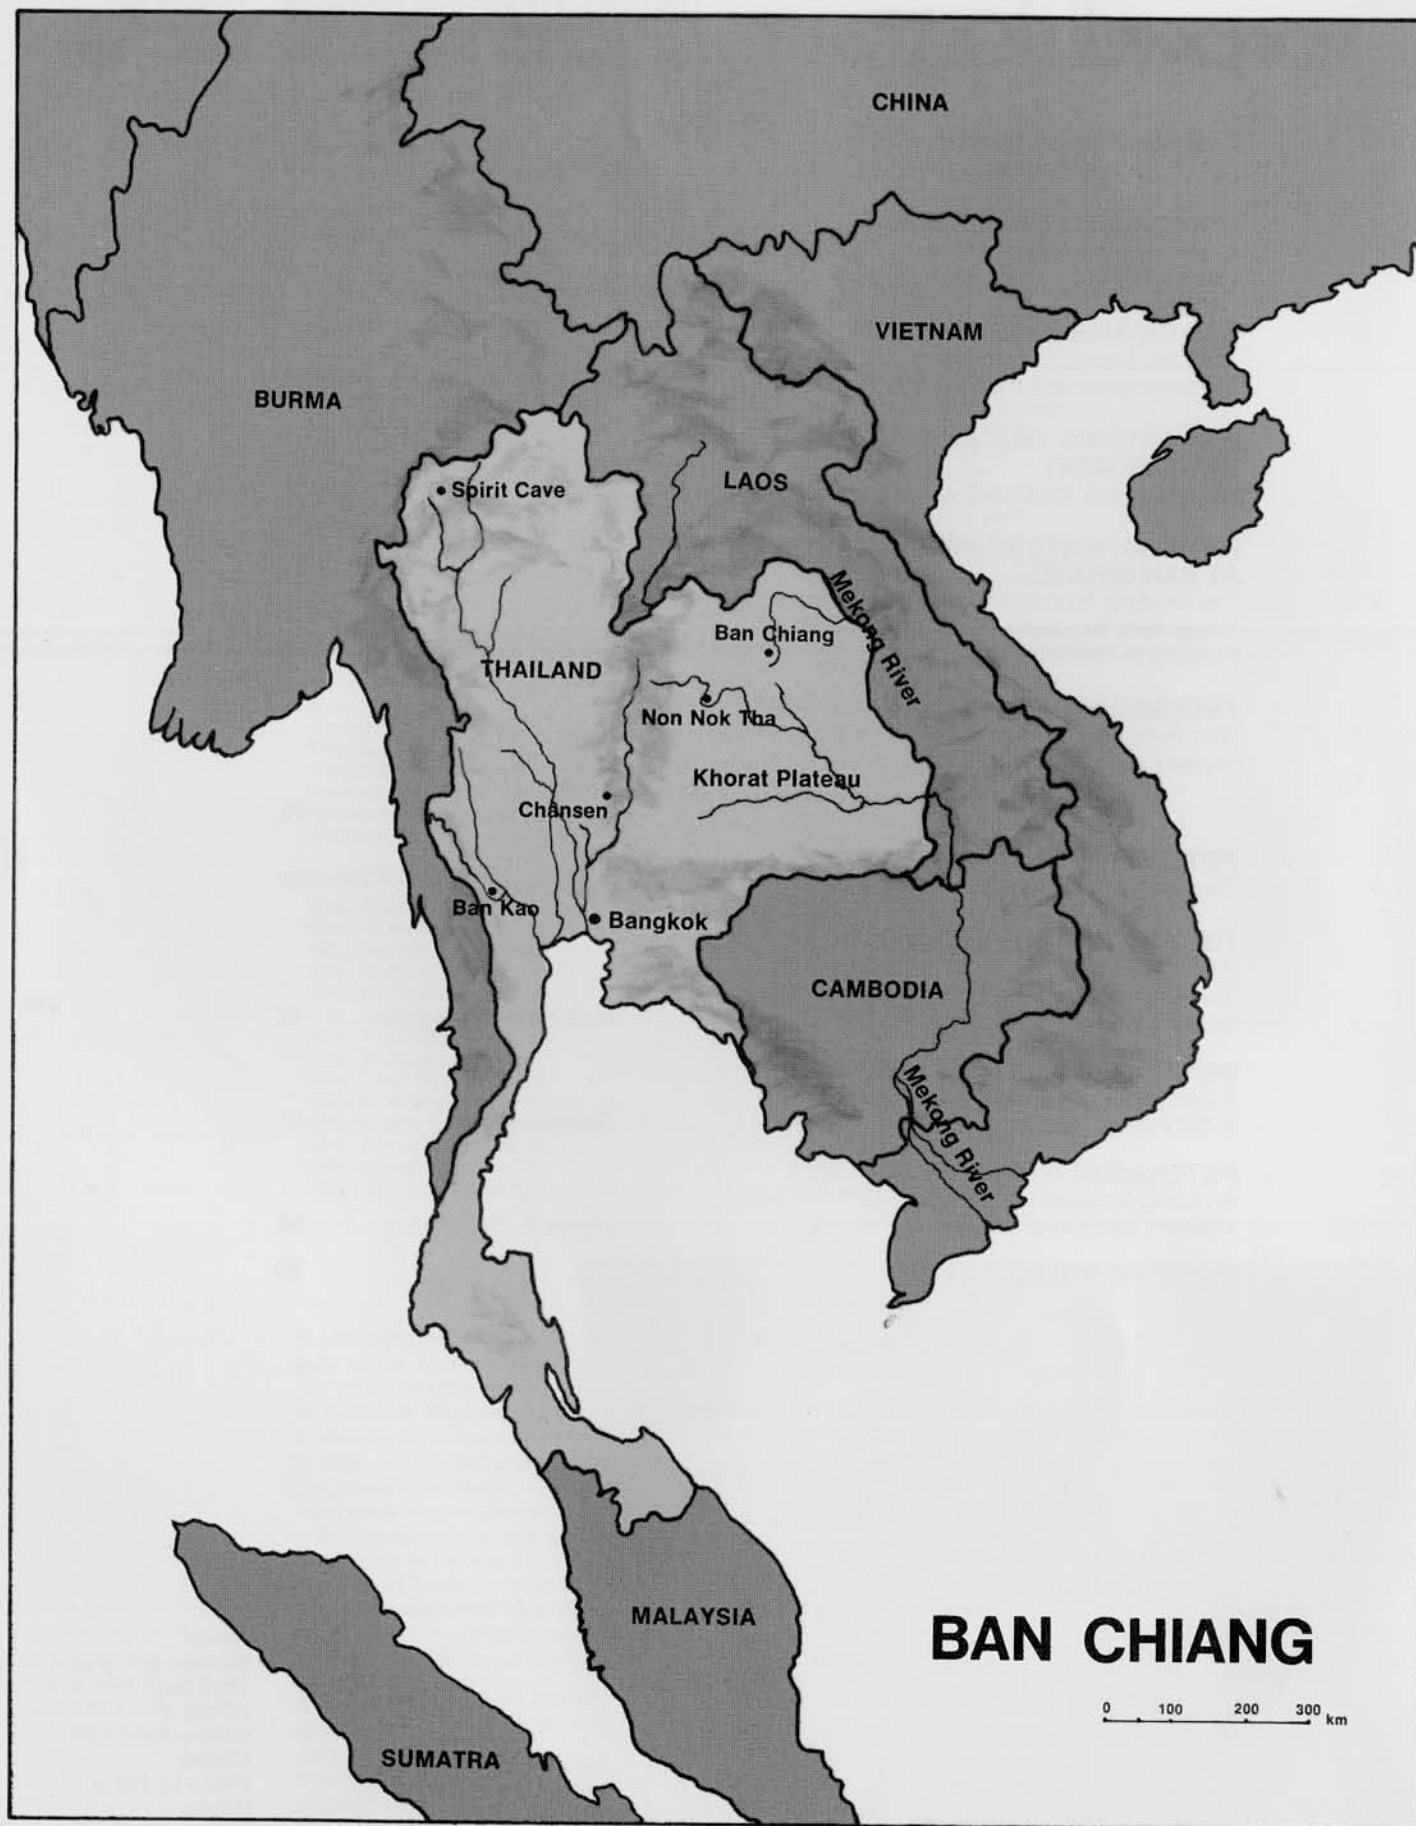 CHINA
VIETNAM
BURMA
LAOS
Spirit Cave
Mekong River
Ban Chiang
THAILAND
Non Nok Tha
Khorat Plateau
Chansen
Ban Kao
Bangkok
CAMBODIA
Mekong River
MALAYSIA
BAN CHIANG
0 100 200 300 km
SUMATRA